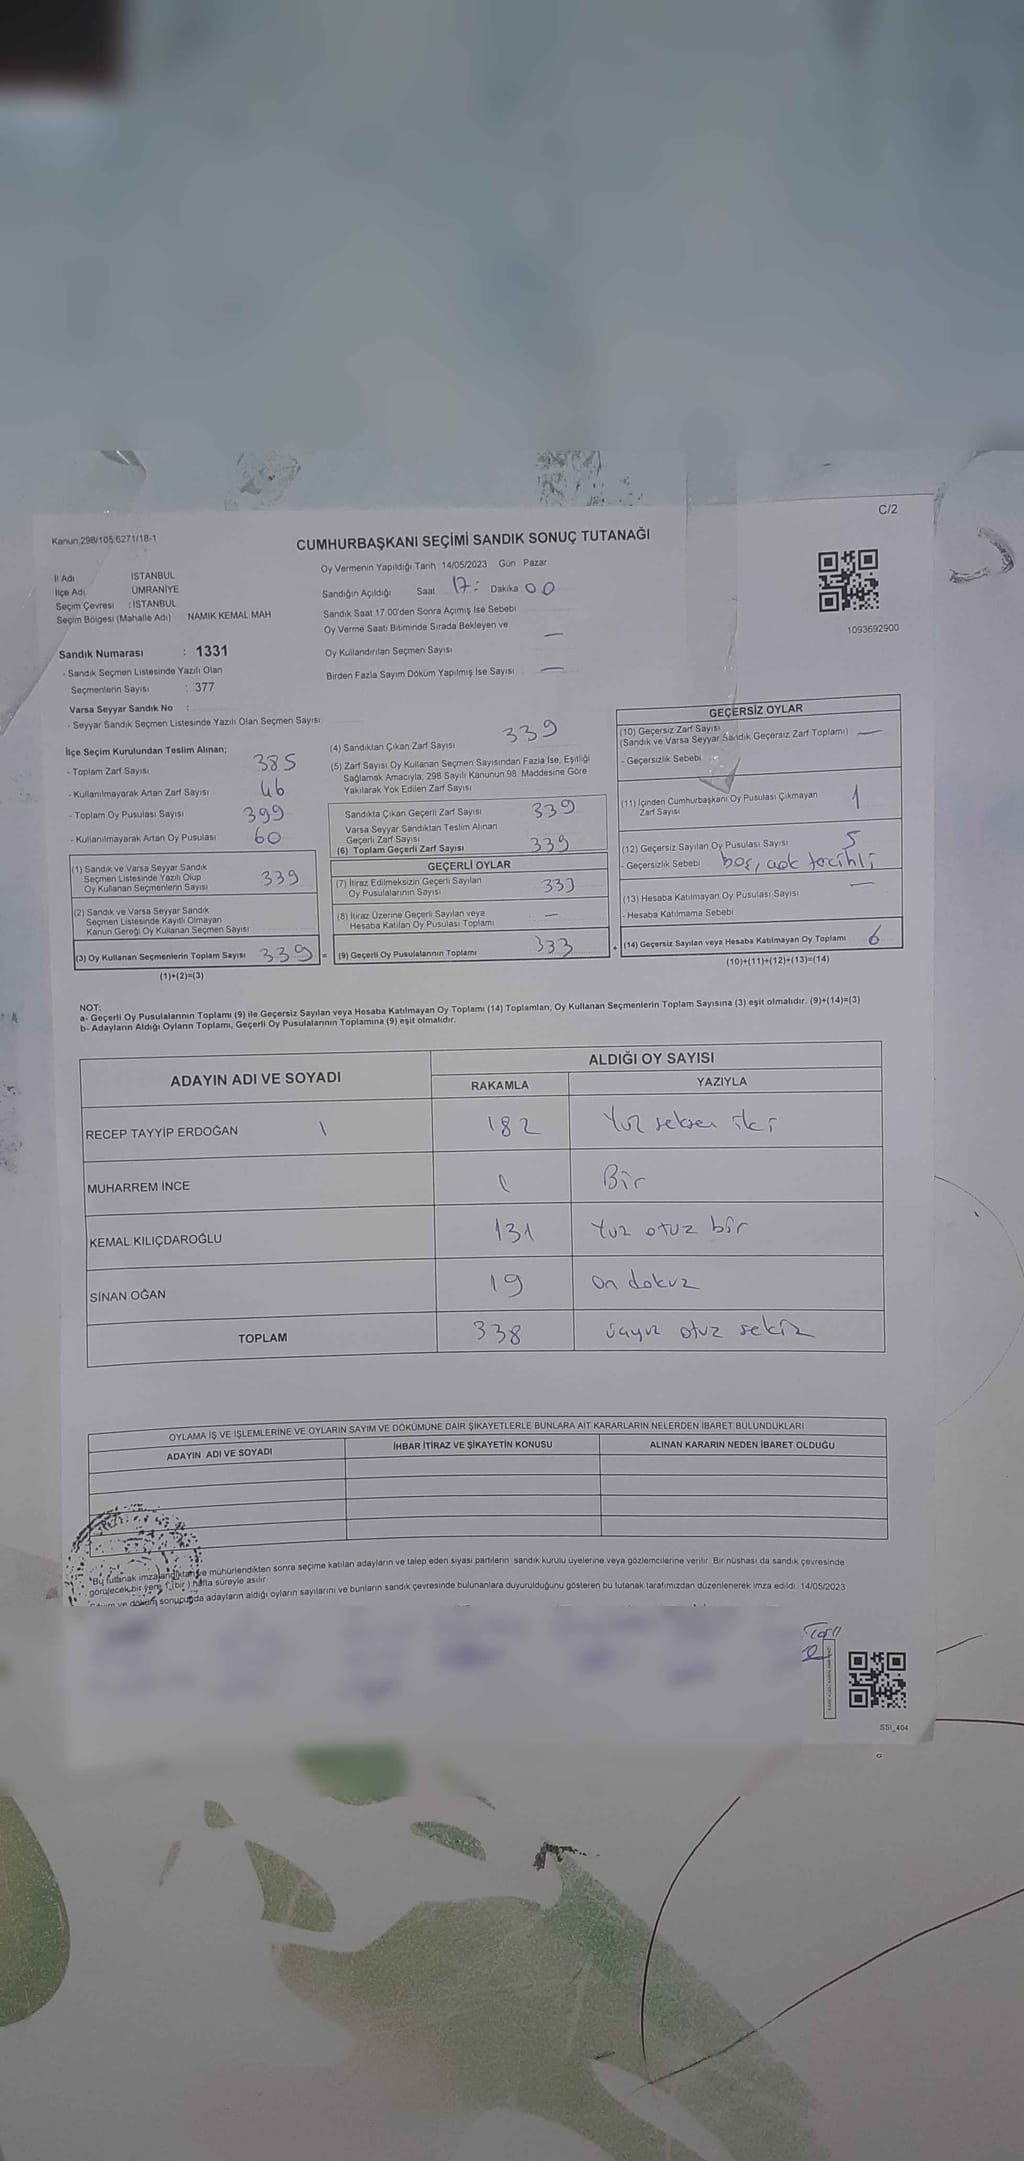 C/2
Kanun 298/105,6271/18-1
CUMHURBAŞKANI SEÇİMİ SANDIK SONUÇ TUTANAĞI
İl Adı İSTANBUL
İlçe Adı ÜMRANİYE
Seçim Çevresi : İSTANBUL
Seçim Bölgesi (Mahalle Adı) NAMIK KEMAL MAH
Sandık Numarası : 1331
- Sandık Seçmen Listesinde Yazılı Olan
Seçmenlerin Sayısı : 377
Varsa Seyyar Sandık No :
- Seyyar Sandık Seçmen Listesinde Yazılı Olan Seçmen Sayısı
Oy Vermenin Yapıldığı Tarih 14/05/2023 Gün Pazar
Sandığın Açıldığı Saat 17: Dakika 00
Sandık Saat 17.00'den Sonra Açımış İse Sebebi
Oy Verme Saati Bitiminde Sırada Bekleyen ve
Oy Kullandırılan Seçmen Sayısı —
Birden Fazla Sayım Döküm Yapılmış İse Sayısı —
1093692900
İlçe Seçim Kurulundan Teslim Alınan;
- Toplam Zarf Sayısı 385
- Kullanılmayarak Artan Zarf Sayısı 46
- Toplam Oy Pusulası Sayısı 399
- Kullanılmayarak Artan Oy Pusulası 60
(1) Sandık ve Varsa Seyyar Sandık
Seçmen Listesinde Yazılı Olup
Oy Kullanan Seçmenlerin Sayısı 339
(2) Sandık ve Varsa Seyyar Sandık
Seçmen Listesinde Kayıtlı Olmayan
Kanun Gereği Oy Kullanan Seçmen Sayısı
(3) Oy Kullanan Seçmenlerin Toplam Sayısı 339 =
(1)+(2)=(3)
(4) Sandıktan Çıkan Zarf Sayısı 339
(5) Zarf Sayısı Oy Kullanan Seçmen Sayısından Fazla İse, Eşitliği
Sağlamak Amacıyla, 298 Sayılı Kanunun 98. Maddesine Göre
Yakılarak Yok Edilen Zarf Sayısı
Sandıkta Çıkan Geçerli Zarf Sayısı 339
Varsa Seyyar Sandıktan Teslim Alınan
Geçerli Zarf Sayısı
(6) Toplam Geçerli Zarf Sayısı 339
GEÇERLİ OYLAR
(7) İtiraz Edilmeksizin Geçerli Sayılan
Oy Pusulalarının Sayısı 333
(8) İtiraz Üzerine Geçerli Sayılan veya
Hesaba Katılan Oy Pusulası Toplamı —
(9) Geçerli Oy Pusulalarının Toplamı 333 +
GEÇERSİZ OYLAR
(10) Geçersiz Zarf Sayısı
(Sandık ve Varsa Seyyar Sandık Geçersiz Zarf Toplamı) —
- Geçersizlik Sebebi
(11) İçinden Cumhurbaşkanı Oy Pusulası Çıkmayan
Zarf Sayısı 1
(12) Geçersiz Sayılan Oy Pusulası Sayısı 5
- Geçersizlik Sebebi boş, tercihli
(13) Hesaba Katılmayan Oy Pusulası Sayısı —
- Hesaba Katılmama Sebebi
(14) Geçersiz Sayılan veya Hesaba Katılmayan Oy Toplamı 6
(10)+(11)+(12)+(13)=(14)
NOT:
a- Geçerli Oy Pusulalarının Toplamı (9) ile Geçersiz Sayılan veya Hesaba Katılmayan Oy Toplamı (14) Toplamları, Oy Kullanan Seçmenlerin Toplam Sayısına (3) eşit olmalıdır. (9)+(14)=(3)
b- Adayların Aldığı Oyların Toplamı, Geçerli Oy Pusulalarının Toplamına (9) eşit olmalıdır.
ADAYIN ADI VE SOYADI ALDIĞI OY SAYISI
RAKAMLA YAZIYLA
RECEP TAYYİP ERDOĞAN 1 182 Yüz seksen iki
MUHARREM İNCE 1 Bir
KEMAL KILIÇDAROĞLU 131 Yüz otuz bir
SİNAN OĞAN 19 on dokuz
TOPLAM 338 üçyüz otuz sekiz
OYLAMA İŞ VE İŞLEMLERİNE VE OYLARIN SAYIM VE DÖKÜMÜNE DAİR ŞİKAYETLERLE BUNLARA AİT KARARLARIN NELERDEN İBARET BULUNDUKLARI
ADAYIN ADI VE SOYADI İHBAR İTİRAZ VE ŞİKAYETİN KONUSU ALINAN KARARIN NEDEN İBARET OLDUĞU
*Bu tutanak imzalandıktan ve mühürlendikten sonra seçime katılan adayların ve talep eden siyasi partilerin sandık kurulu üyelerine veya gözlemcilerine verilir. Bir nüshası da sandık çevresinde
görülecek bir yere 1 (bir) hafta süreyle asılır.
ve döküm sonucunda adayların aldığı oyların sayılarını ve bunların sandık çevresinde bulunanlara duyurulduğunu gösteren bu tutanak tarafımızdan düzenlenerek imza edildi. 14/05/2023
SSI_404